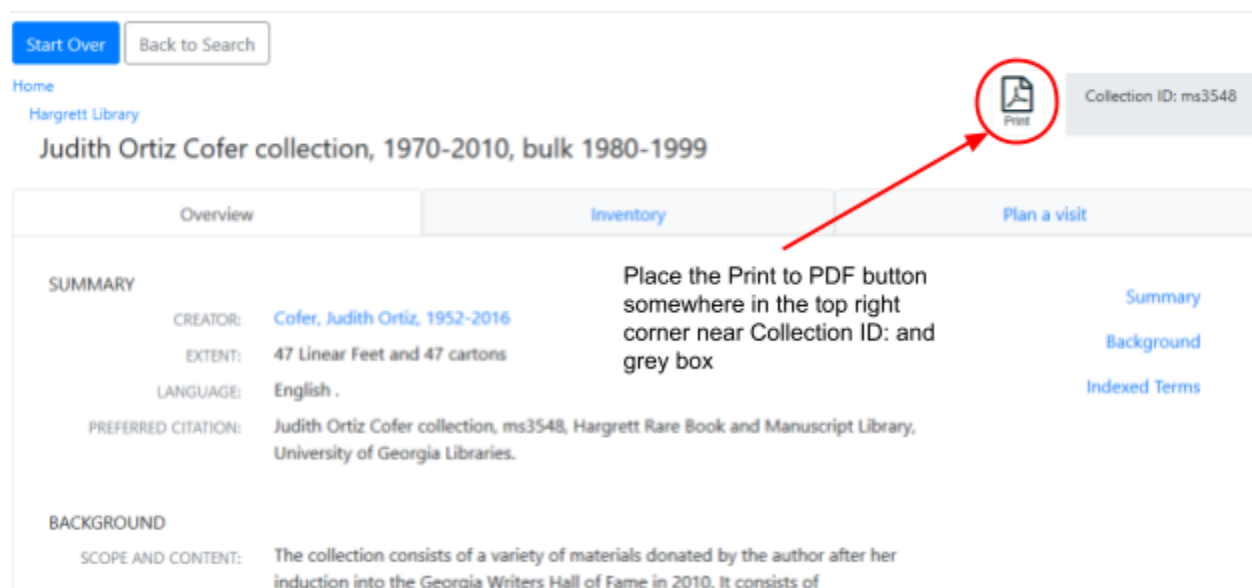 Start Over Back to Search
Home
Hargrett Library
Print
Collection ID: ms3548
Judith Ortiz Cofer collection, 1970-2010, bulk 1980-1999
Overview Inventory Plan a visit
SUMMARY
CREATOR: Cofer, Judith Ortiz, 1952-2016
EXTENT: 47 Linear Feet and 47 cartons
LANGUAGE: English .
PREFERRED CITATION: Judith Ortiz Cofer collection, ms3548, Hargrett Rare Book and Manuscript Library,
University of Georgia Libraries.
Place the Print to PDF button
somewhere in the top right
corner near Collection ID: and
grey box
Summary
Background
Indexed Terms
BACKGROUND
SCOPE AND CONTENT: The collection consists of a variety of materials donated by the author after her
induction into the Georgia Writers Hall of Fame in 2010. It consists of